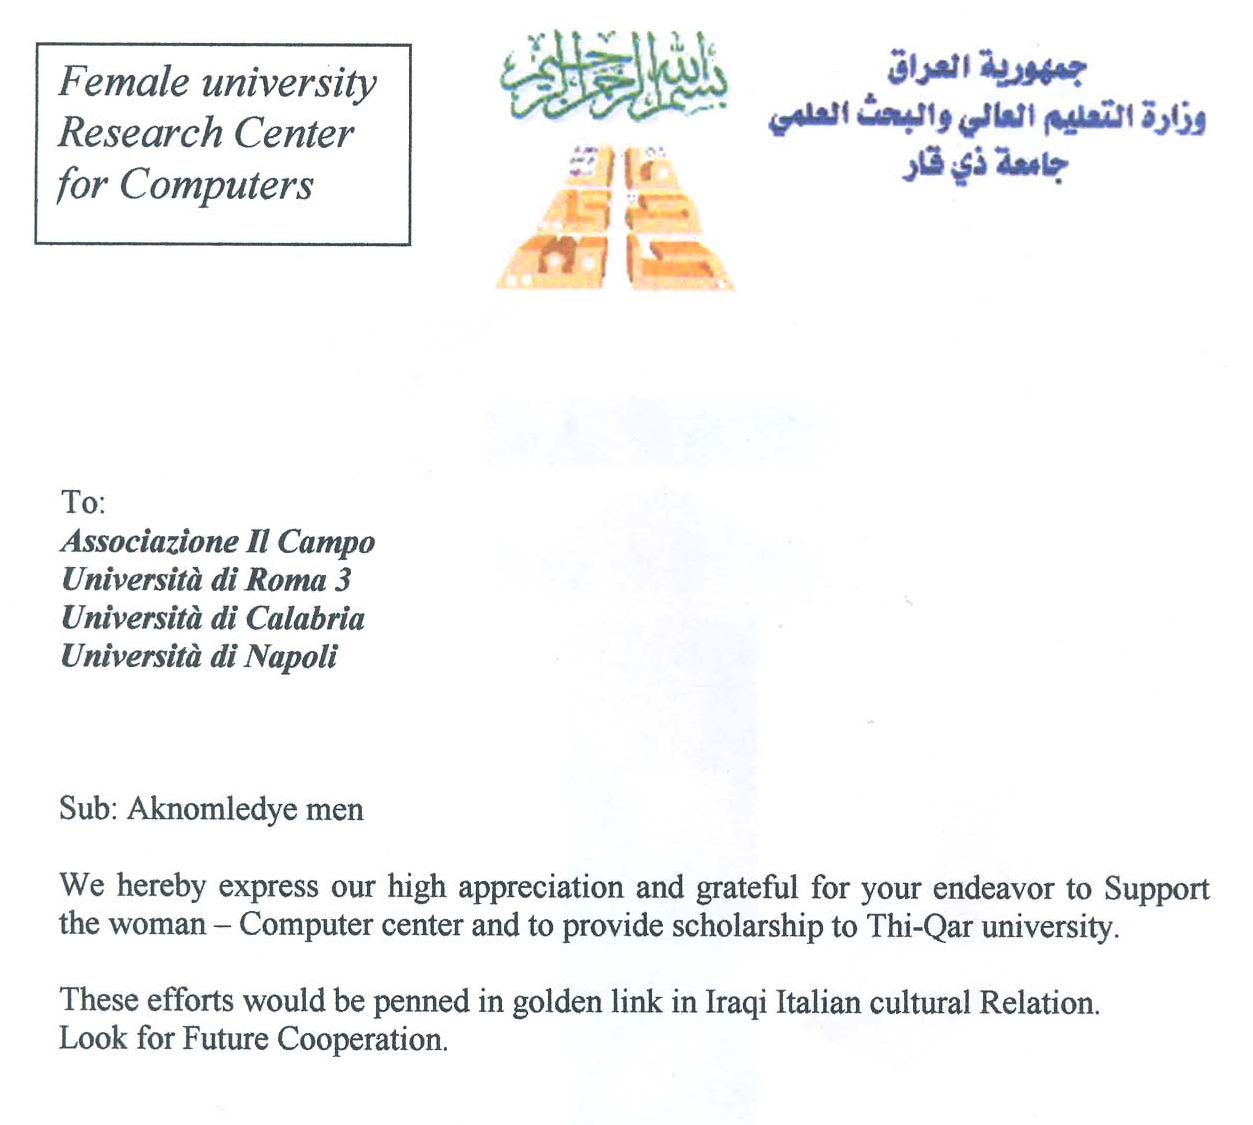 Female university
Research Center
for Computers
بسم الله الرحمن الرحيم
جمهورية العراق
وزارة التعليم العالي والبحث العلمي
جامعة ذي قار
To:
Associazione Il Campo
Università di Roma 3
Università di Calabria
Università di Napoli
Sub: Aknomledye men
We hereby express our high appreciation and grateful for your endeavor to Support
the woman – Computer center and to provide scholarship to Thi-Qar university.
These efforts would be penned in golden link in Iraqi Italian cultural Relation.
Look for Future Cooperation.